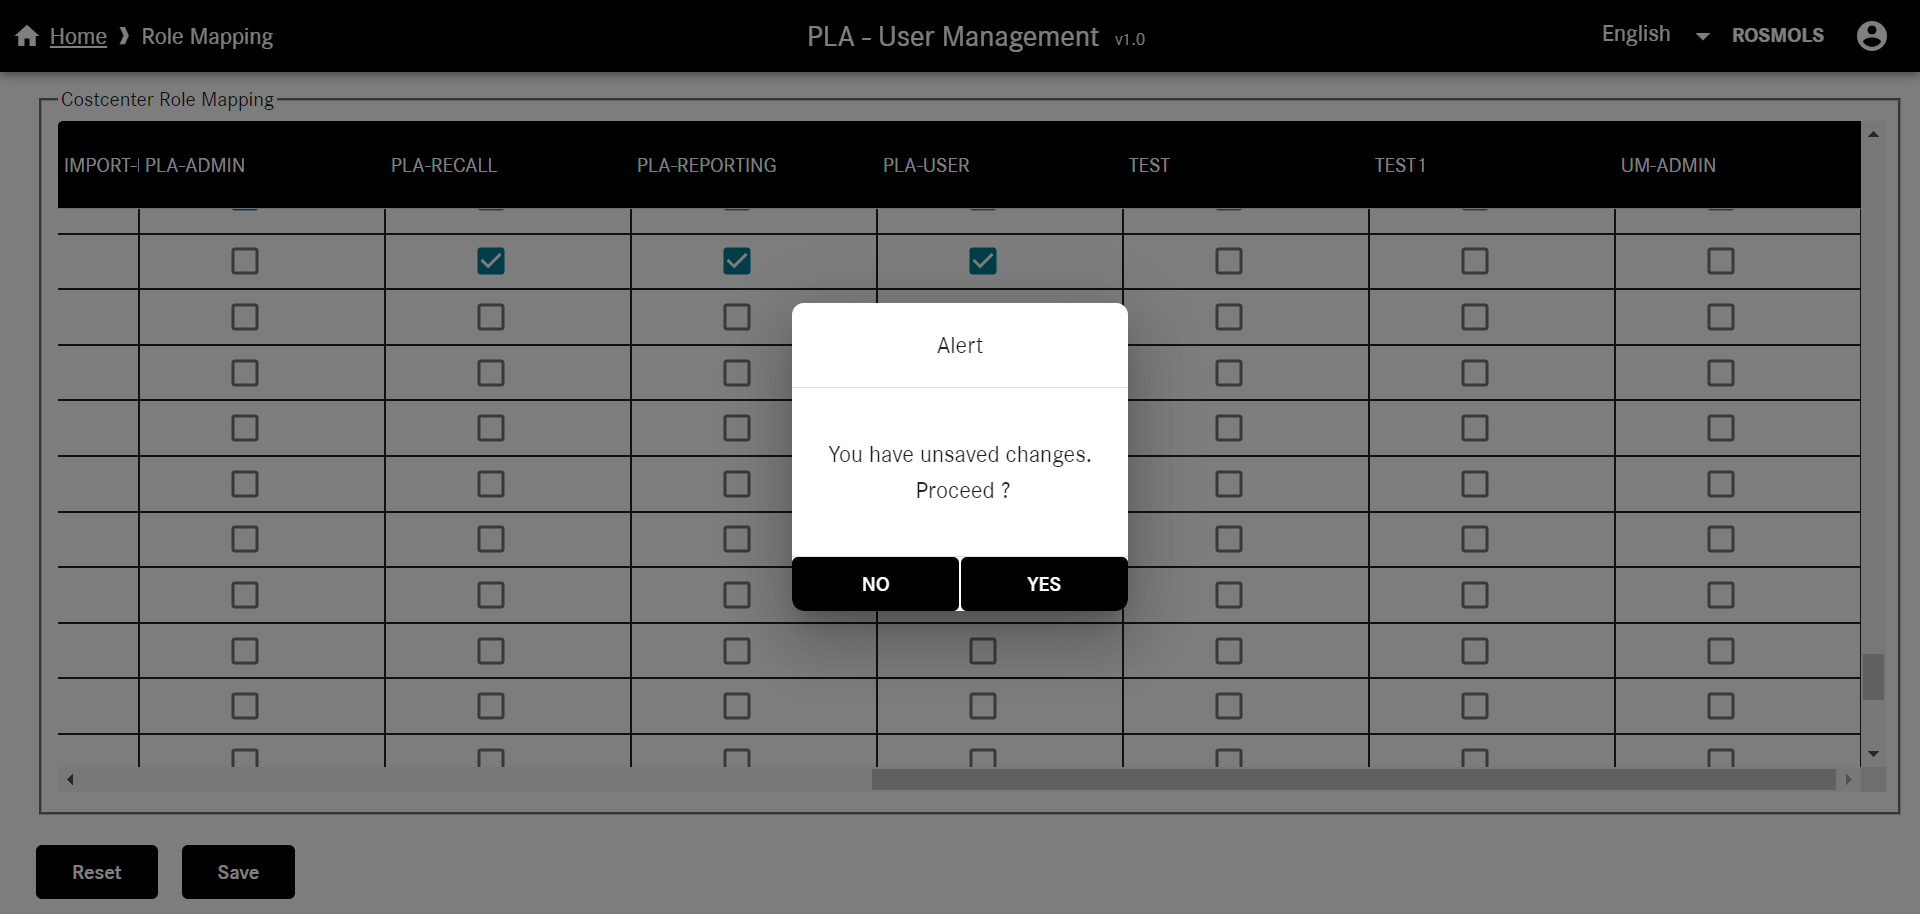 Home ❱ Role Mapping
PLA - User Management v1.0
English
ROSMOLS
Costcenter Role Mapping
IMPORT- PLA-ADMIN PLA-RECALL PLA-REPORTING PLA-USER TEST TEST1 UM-ADMIN
Alert
You have unsaved changes.
Proceed ?
NO YES
Reset Save